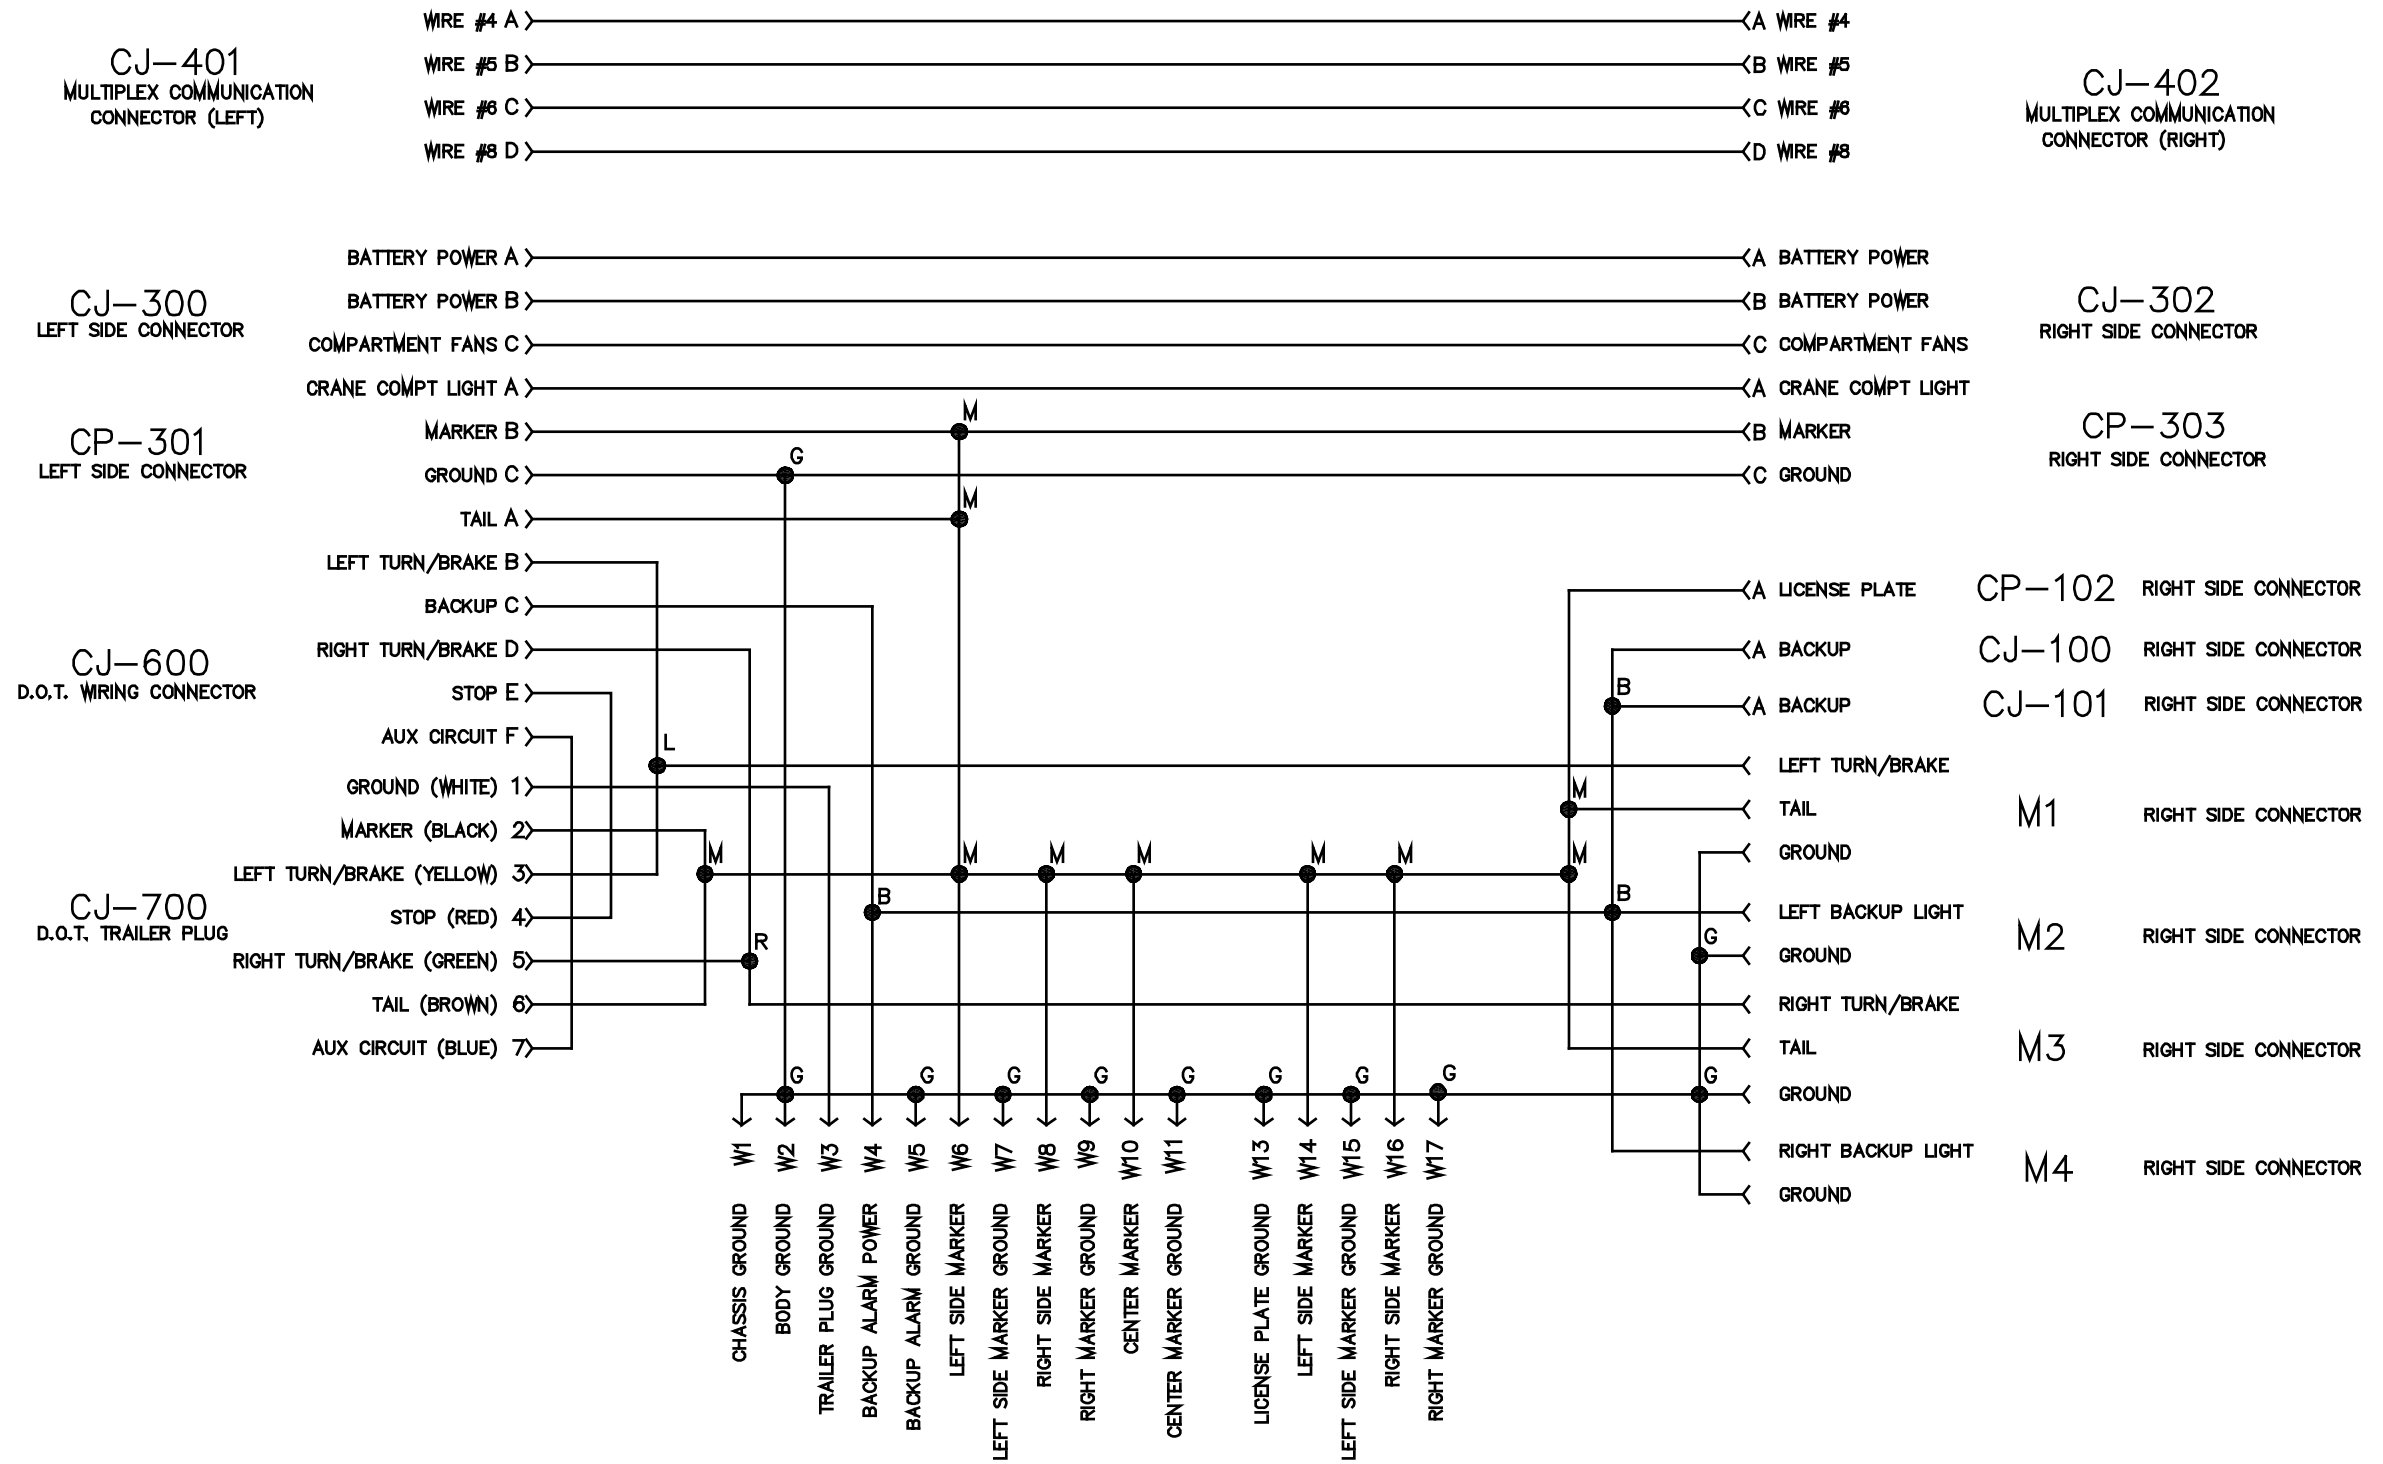 WIRE #4 A
A WIRE #4
CJ-401
MULTIPLEX COMMUNICATION
CONNECTOR (LEFT)
WIRE #5 B
B WIRE #5
WIRE #6 C
C WIRE #6
WIRE #8 D
D WIRE #8
CJ-402
MULTIPLEX COMMUNICATION
CONNECTOR (RIGHT)
BATTERY POWER A
A BATTERY POWER
CJ-300
LEFT SIDE CONNECTOR
BATTERY POWER B
B BATTERY POWER
CJ-302
RIGHT SIDE CONNECTOR
COMPARTMENT FANS C
C COMPARTMENT FANS
CRANE COMPT LIGHT A
A CRANE COMPT LIGHT
CP-301
LEFT SIDE CONNECTOR
MARKER B
M
B MARKER
CP-303
RIGHT SIDE CONNECTOR
GROUND C
G
C GROUND
TAIL A
M
LEFT TURN/BRAKE B
BACKUP C
A LICENSE PLATE
CP-102 RIGHT SIDE CONNECTOR
RIGHT TURN/BRAKE D
A BACKUP
CJ-100 RIGHT SIDE CONNECTOR
CJ-600
D.O.T. WIRING CONNECTOR
STOP E
B
A BACKUP
CJ-101 RIGHT SIDE CONNECTOR
AUX CIRCUIT F
L
LEFT TURN/BRAKE
GROUND (WHITE) 1
M
TAIL
M1 RIGHT SIDE CONNECTOR
MARKER (BLACK) 2
M
M
M
M
M
M
M
GROUND
LEFT TURN/BRAKE (YELLOW) 3
CJ-700
D.O.T. TRAILER PLUG
B
B
LEFT BACKUP LIGHT
STOP (RED) 4
M2 RIGHT SIDE CONNECTOR
R
G
GROUND
RIGHT TURN/BRAKE (GREEN) 5
TAIL (BROWN) 6
RIGHT TURN/BRAKE
AUX CIRCUIT (BLUE) 7
TAIL
M3 RIGHT SIDE CONNECTOR
G
G
G
G
G
G
G
G
G
GROUND
RIGHT BACKUP LIGHT
M4 RIGHT SIDE CONNECTOR
GROUND
W1 CHASSIS GROUND
W2 BODY GROUND
W3 TRAILER PLUG GROUND
W4 BACKUP ALARM POWER
W5 BACKUP ALARM GROUND
W6 LEFT SIDE MARKER
W7 LEFT SIDE MARKER GROUND
W8 RIGHT SIDE MARKER
W9 RIGHT MARKER GROUND
W10 CENTER MARKER
W11 CENTER MARKER GROUND
W13 LICENSE PLATE GROUND
W14 LEFT SIDE MARKER
W15 LEFT SIDE MARKER GROUND
W16 RIGHT SIDE MARKER
W17 RIGHT MARKER GROUND